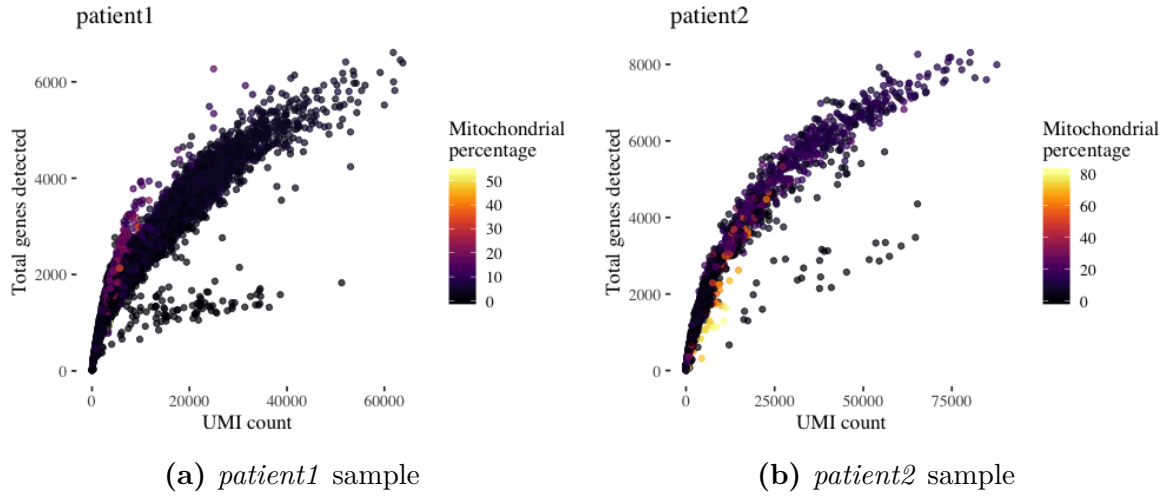 patient1
Total genes detected
6000
4000
2000
0
0
20000
40000
60000
UMI count
Mitochondrial
percentage
50
40
30
20
10
0
(a) patient1 sample
patient2
Total genes detected
8000
6000
4000
2000
0
0
25000
50000
75000
UMI count
Mitochondrial
percentage
80
60
40
20
0
(b) patient2 sample